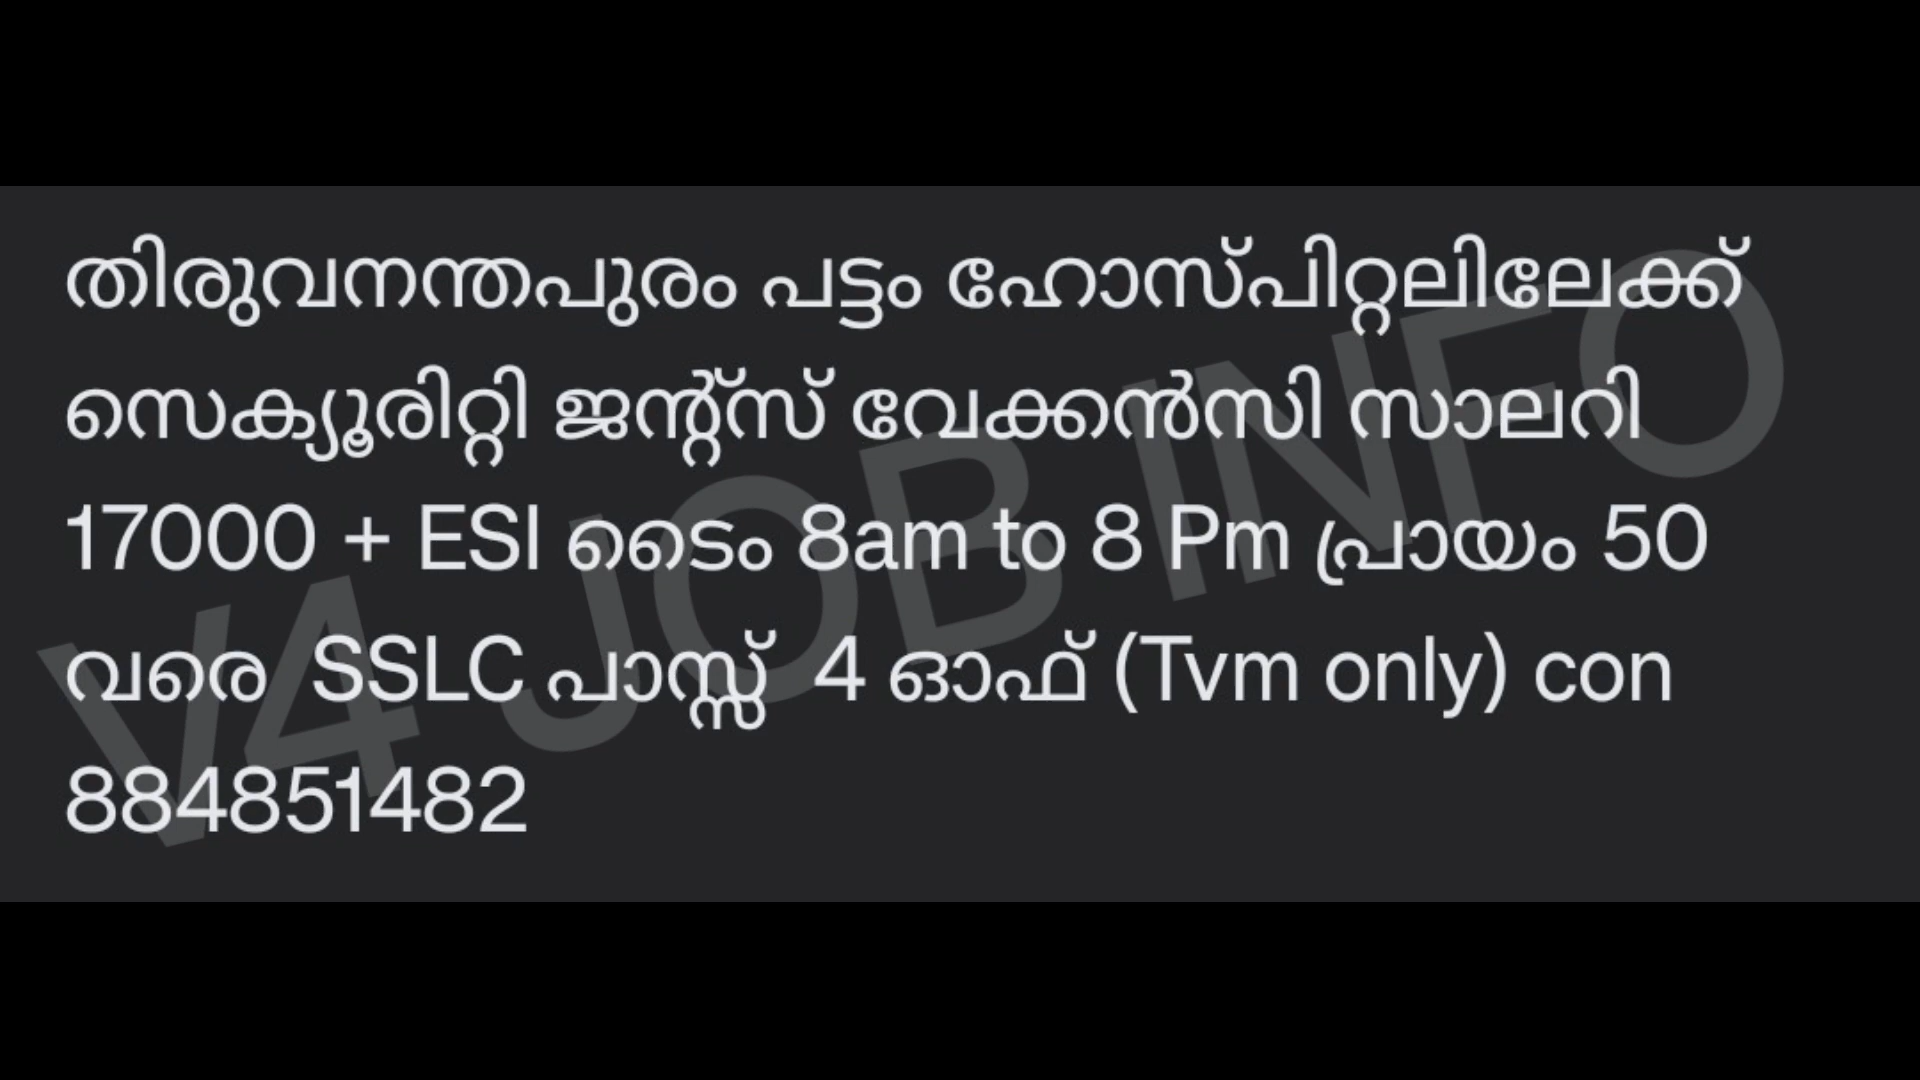 തിരുവനന്തപുരം പട്ടം ഹോസ്പിറ്റലിലേക്ക്
സെക്യൂരിറ്റി ജന്റ്സ് വേക്കൻസി സാലറി
17000 + ESI ടൈം 8am to 8 Pm പ്രായം 50
വരെ SSLC പാസ്സ് 4 ഓഫ് (Tvm only) con
884851482
V4 JOB INFO